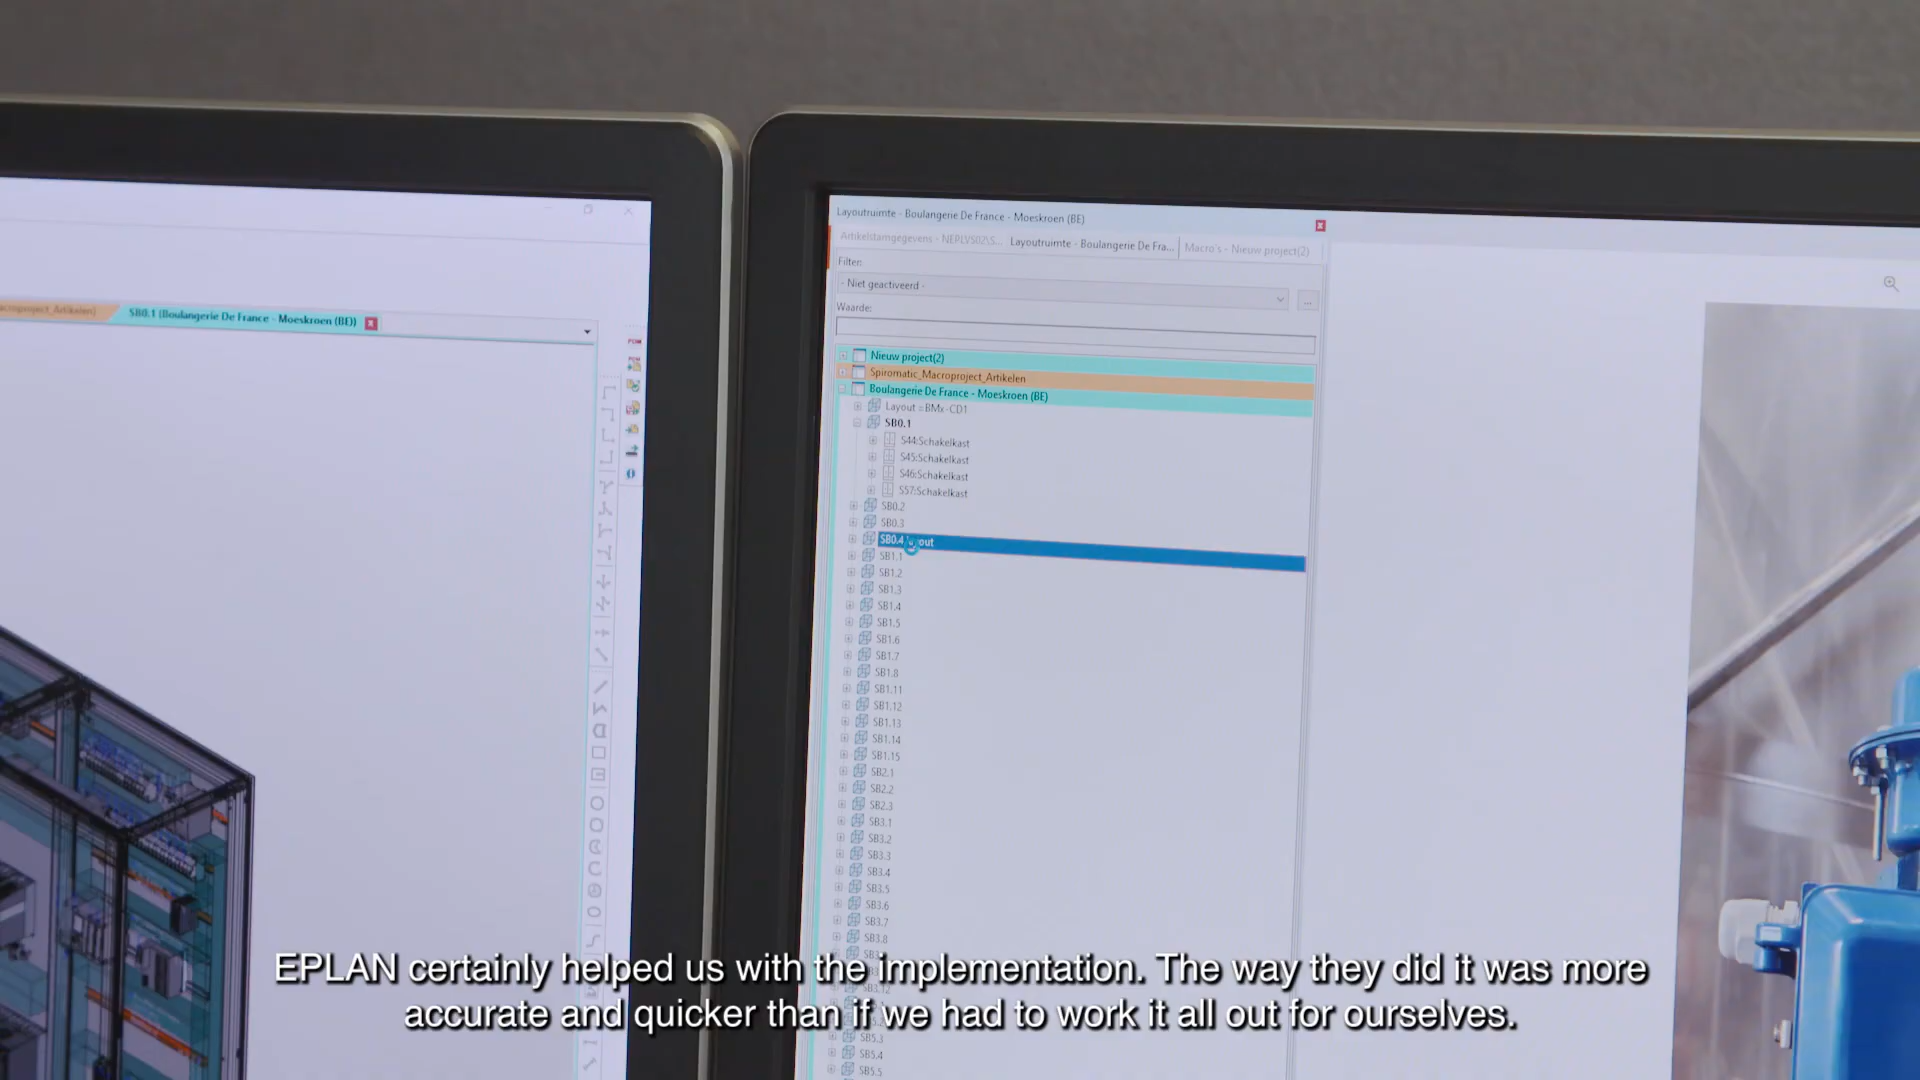 Layoutruimte - Boulangerie De France - Moeskroen (BE)
Artikelstamgegevens - NEPLVS02\S... Layoutruimte - Boulangerie De Fra... Macro's - Nieuw project(2)
Filter:
- Niet geactiveerd -
...
Waarde:
SB0.1 (Boulangerie De France - Moeskroen (BE))
Nieuw project(2)
Spiromatic_Macroproject_Artikelen
Boulangerie De France - Moeskroen (BE)
Layout =BMx-CD1
SB0.1
S44:Schakelkast
S45:Schakelkast
S46:Schakelkast
S57:Schakelkast
SB0.2
SB0.3
SB0.4
SB1.1
SB1.2
SB1.3
SB1.4
SB1.5
SB1.6
SB1.7
SB1.8
SB1.11
SB1.12
SB1.13
SB1.14
SB1.15
SB2.1
SB2.2
SB2.3
SB3.1
SB3.2
SB3.3
SB3.4
SB3.5
SB3.6
SB3.7
SB3.8
EPLAN certainly helped us with the implementation. The way they did it was more
accurate and quicker than if we had to work it all out for ourselves.
SB5.3
SB5.4
SB5.5